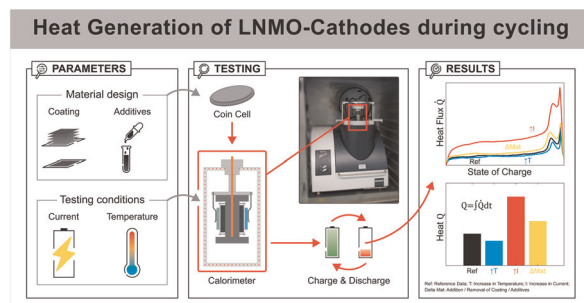 Heat Generation of LNMO-Cathodes during cycling
PARAMETERS
Material design
Coating
Additives
Testing conditions
Current
Temperature
TESTING
Coin Cell
Calorimeter
Charge & Discharge
RESULTS
Heat Flux Q̇
↑I
ΔMat
Ref
↑T
State of Charge
Heat Q
Q=∫Q̇dt
Ref ↑T ↑I ΔMat
Ref: Reference Data; T: Increase in Temperature; I: Increase in Current;
Delta Mat: Addition / Removal of Coating / Additives